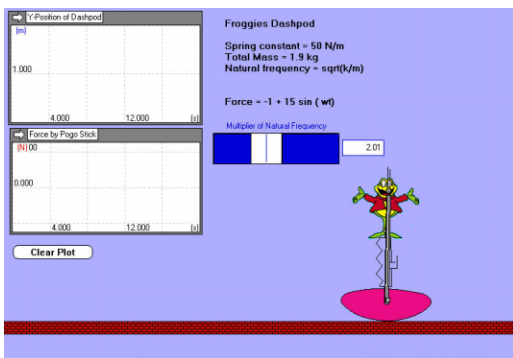 Y-Position of Dashpod
(m)
1.000
4.000 12.000 (s)
Force by Pogo Stick
(N) 00
0.000
4.000 12.000 (s)
Clear Plot
Froggies Dashpod
Spring constant = 50 N/m
Total Mass = 1.9 kg
Natural frequency = sqrt(k/m)
Force = -1 + 15 sin ( wt)
Multiplier of Natural Frequency
2.01